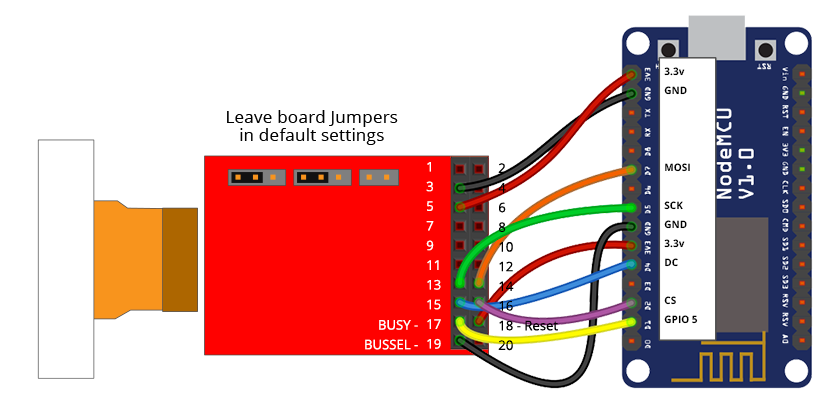 Leave board Jumpers
in default settings
1 2
3 4
5 6
7 8
9 10
11 12
13 14
15 16
BUSY - 17 18 - Reset
BUSSEL - 19 20
3.3v
GND
MOSI
SCK
GND
3.3v
DC
CS
GPIO 5
3V3
GND
TX
RX
D8
D7
D6
D5
GND
3V3
D4
D3
D2
D1
D0
RST
NodeMCU
V1.0
Vin
GND
RST
EN
3V3
GND
CLK
SD0
CMD
SD1
SD2
SD3
RSV
RSV
A0